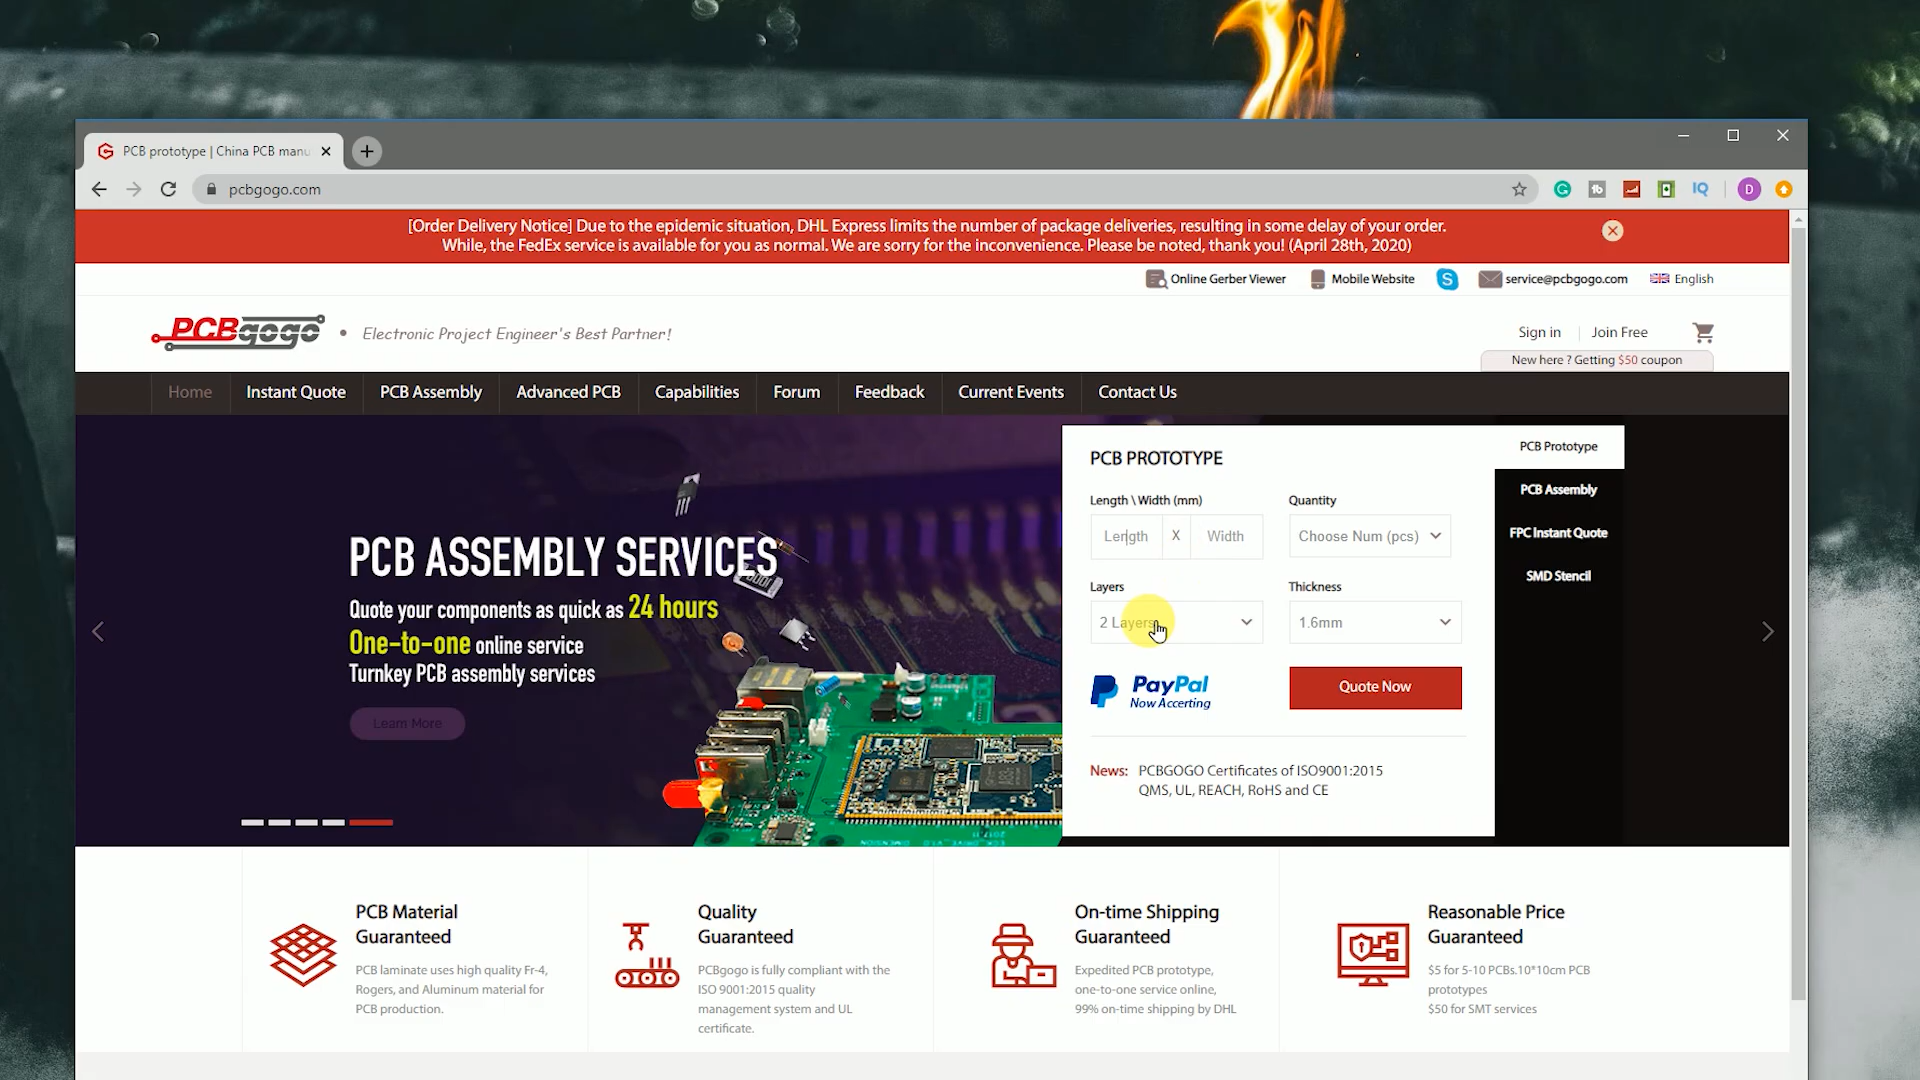 PCB prototype | China PCB manu
pcbgogo.com
IQ
D
[Order Delivery Notice] Due to the epidemic situation, DHL Express limits the number of package deliveries, resulting in some delay of your order.
While, the FedEx service is available for you as normal. We are sorry for the inconvenience. Please be noted, thank you! (April 28th, 2020)
Online Gerber Viewer
Mobile Website
S
service@pcbgogo.com
English
PCBgogo
• Electronic Project Engineer's Best Partner!
Sign in
Join Free
New here ? Getting $50 coupon
Home
Instant Quote
PCB Assembly
Advanced PCB
Capabilities
Forum
Feedback
Current Events
Contact Us
PCB ASSEMBLY SERVICES
Quote your components as quick as 24 hours
One-to-one online service
Turnkey PCB assembly services
Learn More
PCB PROTOTYPE
Length \ Width (mm)
Quantity
Length X Width
Choose Num (pcs)
Layers
Thickness
2 Layers
1.6mm
PayPal
Now Accerting
Quote Now
News: PCBGOGO Certificates of ISO9001:2015
QMS, UL, REACH, RoHS and CE
PCB Prototype
PCB Assembly
FPC Instant Quote
SMD Stencil
PCB Material
Guaranteed
PCB laminate uses high quality Fr-4,
Rogers, and Aluminum material for
PCB production.
Quality
Guaranteed
PCBgogo is fully compliant with the
ISO 9001:2015 quality
management system and UL
certificate.
On-time Shipping
Guaranteed
Expedited PCB prototype,
one-to-one service online,
99% on-time shipping by DHL
Reasonable Price
Guaranteed
$5 for 5-10 PCBs.10*10cm PCB
prototypes
$50 for SMT services